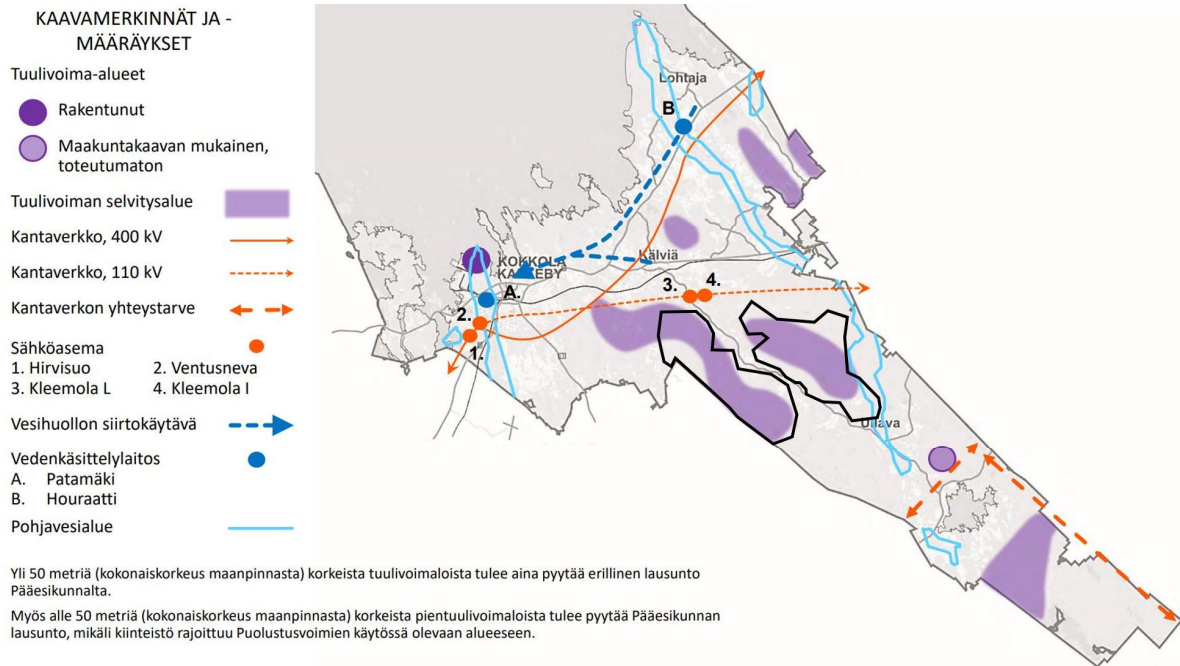 KAAVAMERKINNÄT JA -
MÄÄRÄYKSET
Tuulivoima-alueet
Rakentunut
Maakuntakaavan mukainen,
toteutumaton
Tuulivoiman selvitysalue
Kantaverkko, 400 kV
Kantaverkko, 110 kV
Kantaverkon yhteystarve
Sähköasema
1. Hirvisuo 2. Ventusneva
3. Kleemola L 4. Kleemola I
Vesihuollon siirtokäytävä
Vedenkäsittelylaitos
A. Patamäki
B. Houraatti
Pohjavesialue
Yli 50 metriä (kokonaiskorkeus maanpinnasta) korkeista tuulivoimaloista tulee aina pyytää erillinen lausunto
Pääesikunnalta.
Myös alle 50 metriä (kokonaiskorkeus maanpinnasta) korkeista pientuulivoimaloista tulee pyytää Pääesikunnan
lausunto, mikäli kiinteistö rajoittuu Puolustusvoimien käytössä olevaan alueeseen.
Lohtaja
B
Kälviä
KOKKOLA
A.
3.
4.
2.
1.
Ullava